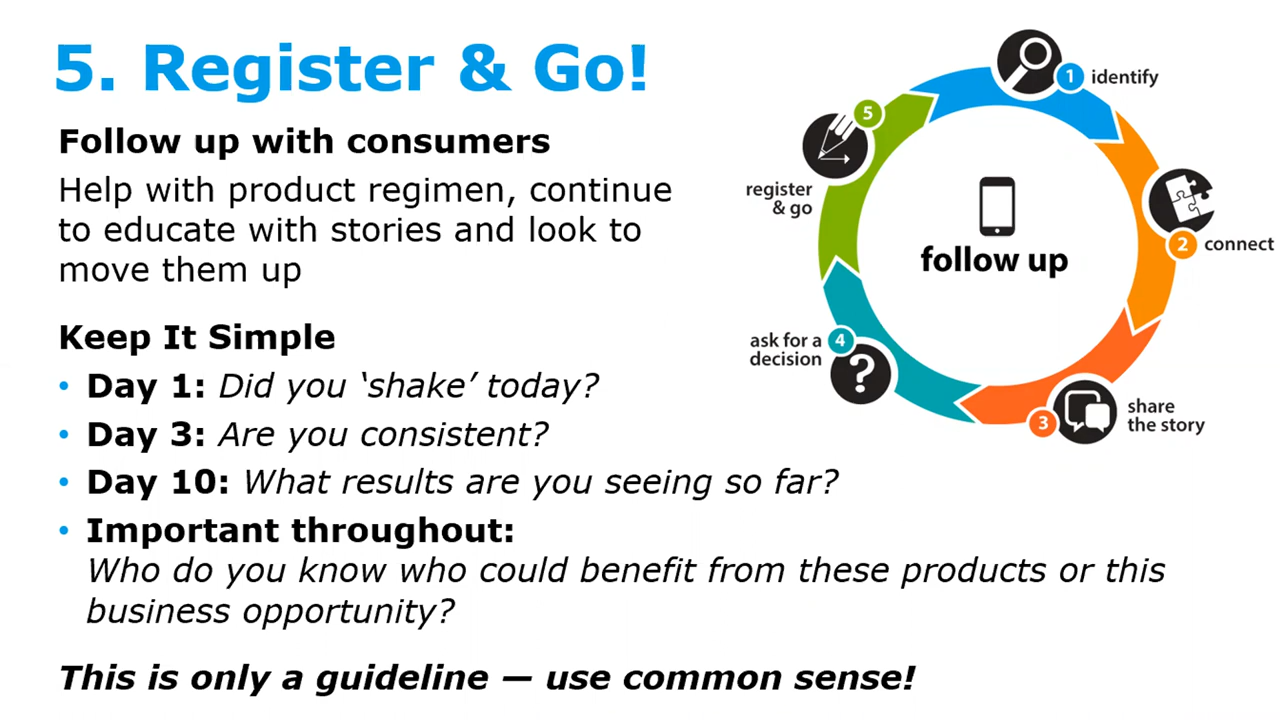 5. Register & Go!
Follow up with consumers
Help with product regimen, continue
to educate with stories and look to
move them up
Keep It Simple
• Day 1: Did you ‘shake’ today?
• Day 3: Are you consistent?
• Day 10: What results are you seeing so far?
• Important throughout:
Who do you know who could benefit from these products or this
business opportunity?
This is only a guideline — use common sense!
1 identify
2 connect
3 share
the story
4 ask for a
decision
?
5
register
& go
follow up